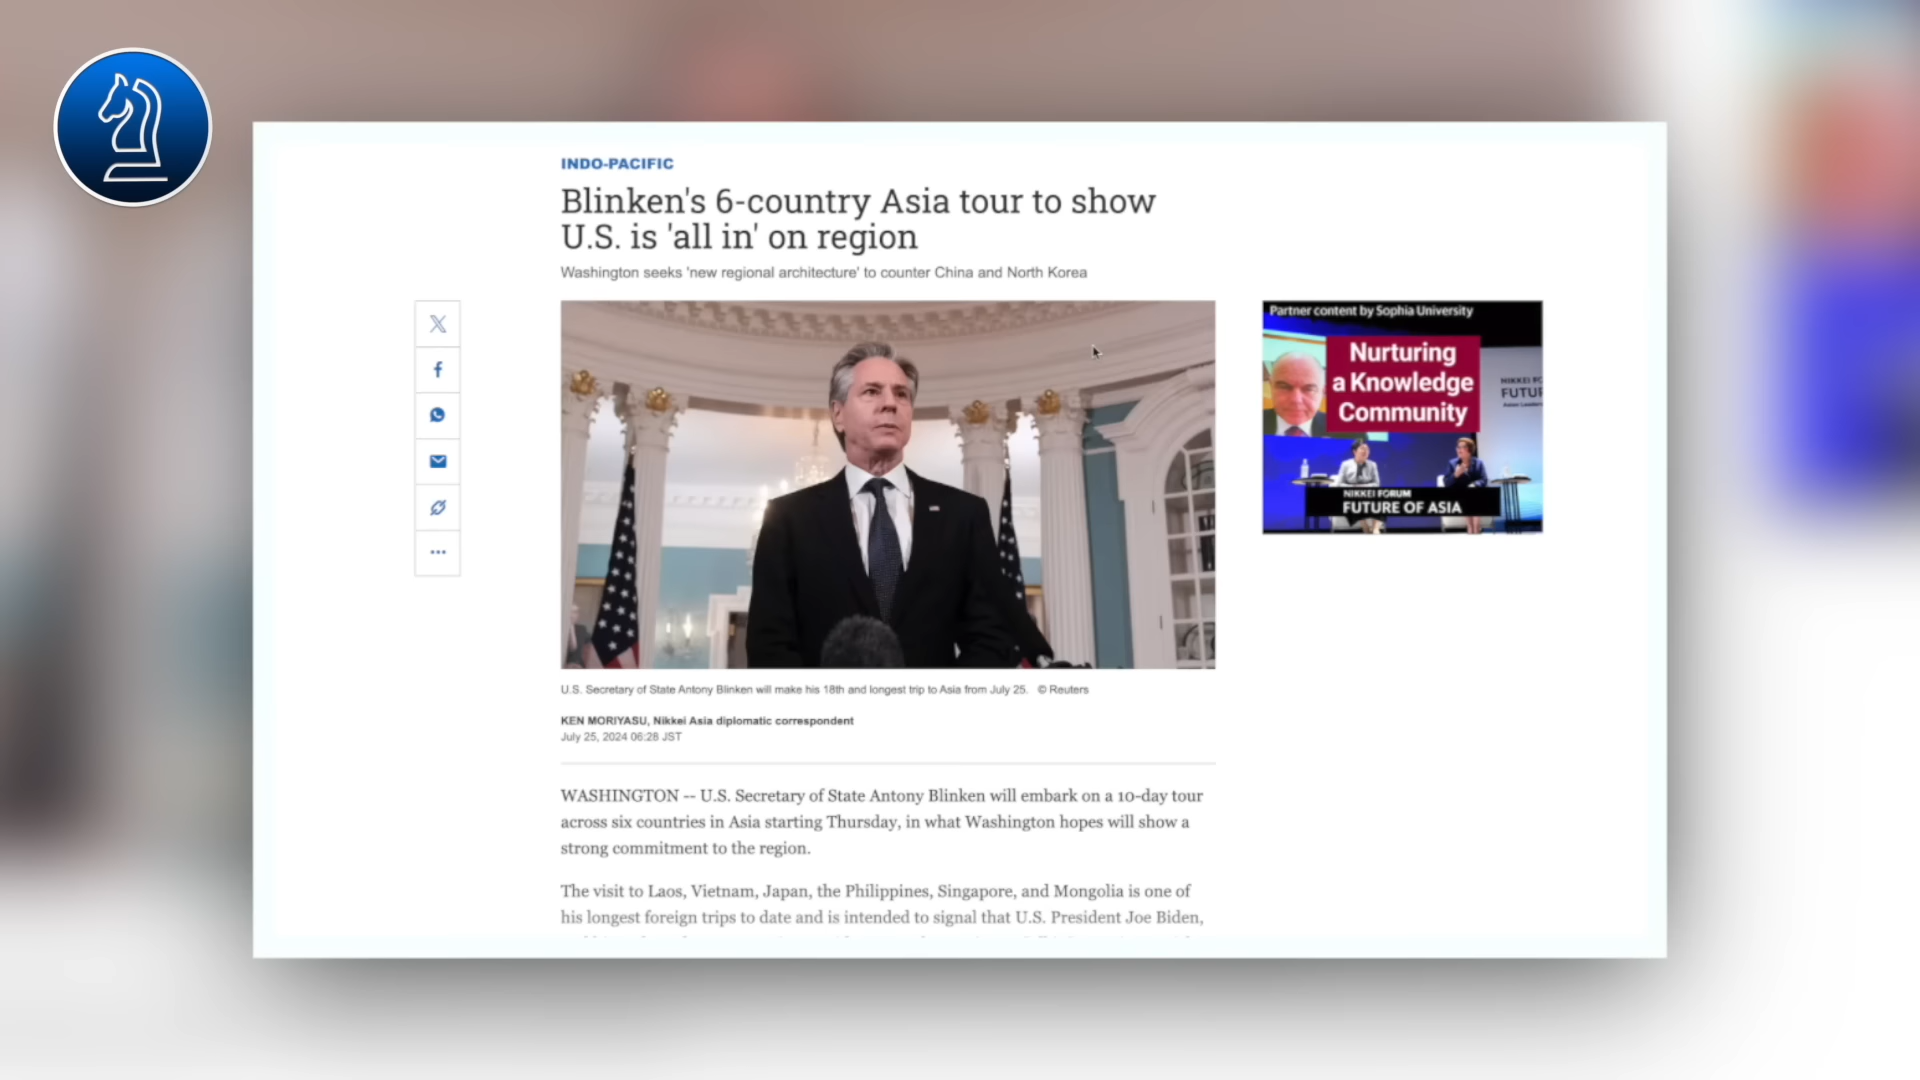 INDO-PACIFIC
Blinken's 6-country Asia tour to show
U.S. is 'all in' on region
Washington seeks 'new regional architecture' to counter China and North Korea
Partner content by Sophia University
Nurturing
a Knowledge
Community
NIKKEI FORUM
FUTURE OF ASIA
U.S. Secretary of State Antony Blinken will make his 18th and longest trip to Asia from July 25. © Reuters
KEN MORIYASU, Nikkei Asia diplomatic correspondent
July 25, 2024 06:28 JST
WASHINGTON -- U.S. Secretary of State Antony Blinken will embark on a 10-day tour
across six countries in Asia starting Thursday, in what Washington hopes will show a
strong commitment to the region.
The visit to Laos, Vietnam, Japan, the Philippines, Singapore, and Mongolia is one of
his longest foreign trips to date and is intended to signal that U.S. President Joe Biden,